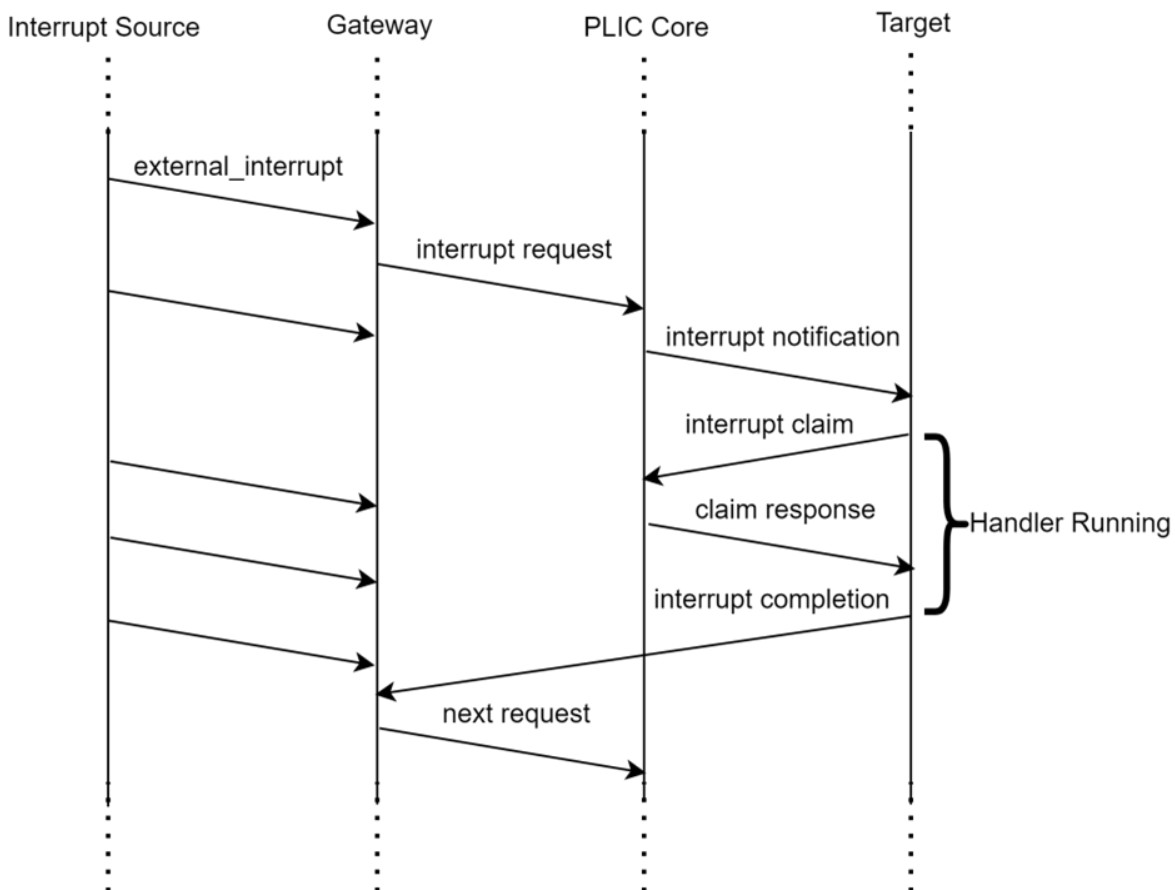 Interrupt Source
Gateway
PLIC Core
Target
external_interrupt
interrupt request
interrupt notification
interrupt claim
claim response
Handler Running
interrupt completion
next request